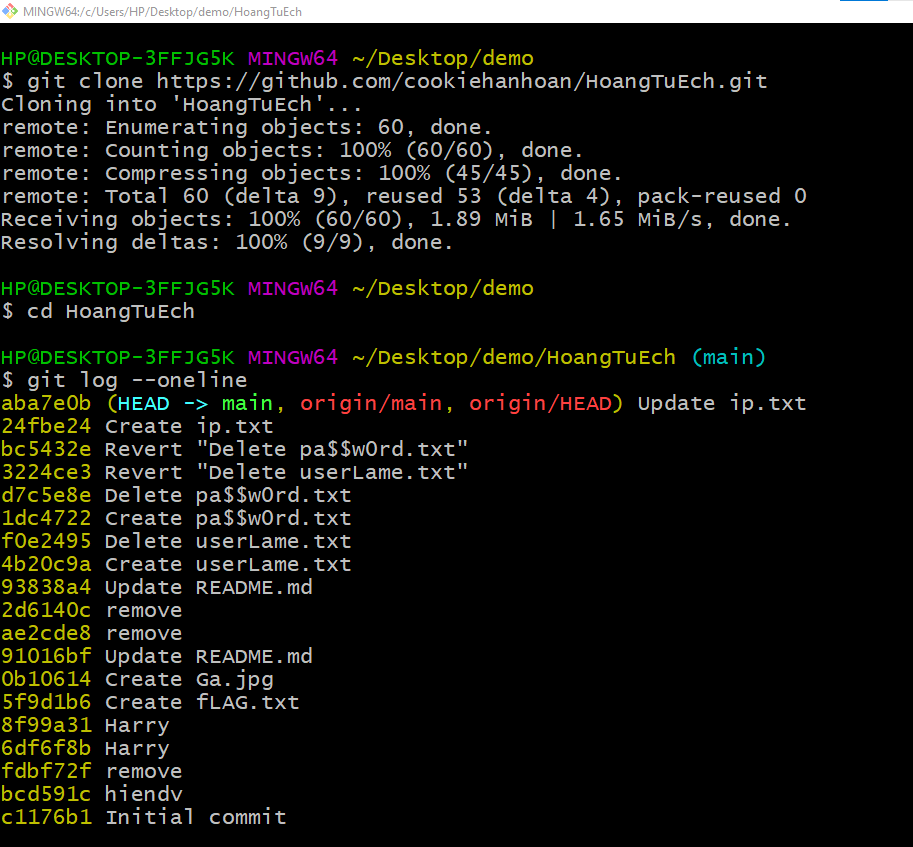 MINGW64:/c/Users/HP/Desktop/demo/HoangTuEch
HP@DESKTOP-3FFJG5K MINGW64 ~/Desktop/demo
$ git clone https://github.com/cookiehanhoan/HoangTuEch.git
Cloning into 'HoangTuEch'...
remote: Enumerating objects: 60, done.
remote: Counting objects: 100% (60/60), done.
remote: Compressing objects: 100% (45/45), done.
remote: Total 60 (delta 9), reused 53 (delta 4), pack-reused 0
Receiving objects: 100% (60/60), 1.89 MiB | 1.65 MiB/s, done.
Resolving deltas: 100% (9/9), done.
HP@DESKTOP-3FFJG5K MINGW64 ~/Desktop/demo
$ cd HoangTuEch
HP@DESKTOP-3FFJG5K MINGW64 ~/Desktop/demo/HoangTuEch (main)
$ git log --oneline
aba7e0b (HEAD -> main, origin/main, origin/HEAD) Update ip.txt
24fbe24 Create ip.txt
bc5432e Revert "Delete pa$$w0rd.txt"
3224ce3 Revert "Delete userLame.txt"
d7c5e8e Delete pa$$w0rd.txt
1dc4722 Create pa$$w0rd.txt
f0e2495 Delete userLame.txt
4b20c9a Create userLame.txt
93838a4 Update README.md
2d6140c remove
ae2cde8 remove
91016bf Update README.md
0b10614 Create Ga.jpg
5f9d1b6 Create fLAG.txt
8f99a31 Harry
6df6f8b Harry
fdbf72f remove
bcd591c hiendv
c1176b1 Initial commit